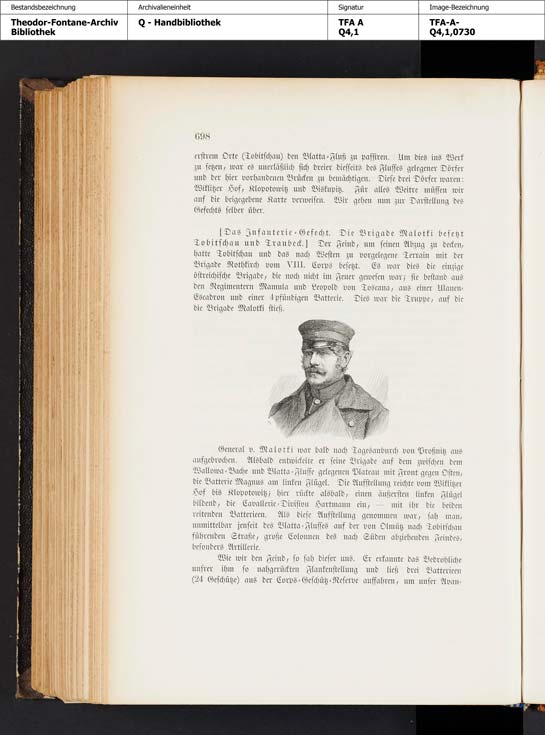 Bestandsbezeichnung
Archivalieneinheit
Signatur
Image-Bezeichnung
Theodor-Fontane-Archiv
Bibliothek
Q - Handbibliothek
TFA A
Q4,1
TFA-A-
Q4,1,0730
698
erstrem Orte (Tobitschau) den Blatta-Fluß zu passiren. Um dies ins Werk
zu setzen, war es unerläßlich sich dreier diesseits des Flusses gelegener Dörfer
und der hier vorhandenen Brücken zu bemächtigen. Diese drei Dörfer waren:
Wiklitzer Hof, Klopotowitz und Biskupitz. Für alles Weitre müssen wir
auf die beigegebene Karte verweisen. Wir gehen nun zur Darstellung des
Gefechts selber über.
[Das Infanterie-Gefecht. Die Brigade Malotki besetzt
Tobitschau und Traubeck.] Der Feind, um seinen Abzug zu decken,
hatte Tobitschau und das nach Westen zu vorgelegene Terrain mit der
Brigade Rothkirch vom VIII. Corps besetzt. Es war dies die einzige
östreichische Brigade, die noch nicht im Feuer gewesen war; sie bestand aus
den Regimentern Mamula und Leopold von Toscana, aus einer Ulanen-
Escadron und einer 4pfündigen Batterie. Dies war die Truppe, auf die
die Brigade Malotki stieß.
General v. Malotki war bald nach Tagesanbruch von Proßnitz aus
aufgebrochen. Alsbald entwickelte er seine Brigade auf dem zwischen dem
Wallowa-Bache und Blatta-Flusse gelegenen Plateau mit Front gegen Osten,
die Batterie Magnus am linken Flügel. Die Aufstellung reichte vom Wiklitzer
Hof bis Klopotowitz; hier rückte alsbald, einen äußersten linken Flügel
bildend, die Cavallerie-Division Hartmann ein, — mit ihr die beiden
reitenden Batterieen. Als diese Aufstellung genommen war, sah man,
unmittelbar jenseit des Blatta-Flusses auf der von Olmütz nach Tobitschau
führenden Straße, große Colonnen des nach Süden abziehenden Feindes,
besonders Artillerie.
Wie wir den Feind, so sah dieser uns. Er erkannte das Bedrohliche
unsrer ihm so nahgerückten Flankenstellung und ließ drei Batterieen
(24 Geschütze) aus der Corps-Geschütz-Reserve auffahren, um unser Avan-